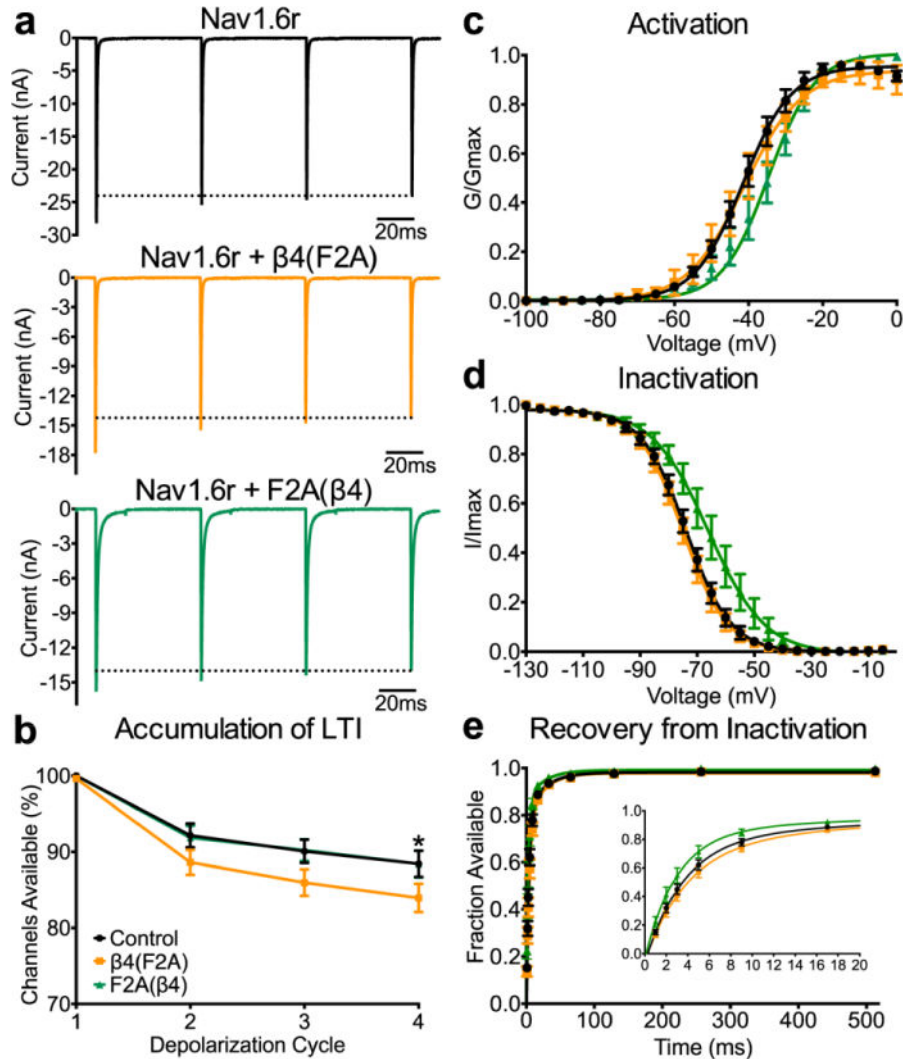 a
Nav1.6r
Current (nA)
0
-5
-10
-15
-20
-25
-30
20ms
Nav1.6r + β4(F2A)
Current (nA)
0
-3
-6
-9
-12
-15
-18
20ms
Nav1.6r + F2A(β4)
Current (nA)
0
-3
-6
-9
-12
-15
20ms
b
Accumulation of LTI
Channels Available (%)
100
90
80
70
*
Control
β4(F2A)
F2A(β4)
1 2 3 4
Depolarization Cycle
c
Activation
G/Gmax
1.0
0.8
0.6
0.4
0.2
0.0
-100 -80 -60 -40 -20 0
Voltage (mV)
d
Inactivation
I/Imax
1.0
0.8
0.6
0.4
0.2
0.0
-130 -110 -90 -70 -50 -30 -10
Voltage (mV)
e
Recovery from Inactivation
Fraction Available
1.0
0.8
0.6
0.4
0.2
0.0
1.0
0.8
0.6
0.4
0.2
0.0
0 2 4 6 8 10 12 14 16 18 20
0 100 200 300 400 500
Time (ms)